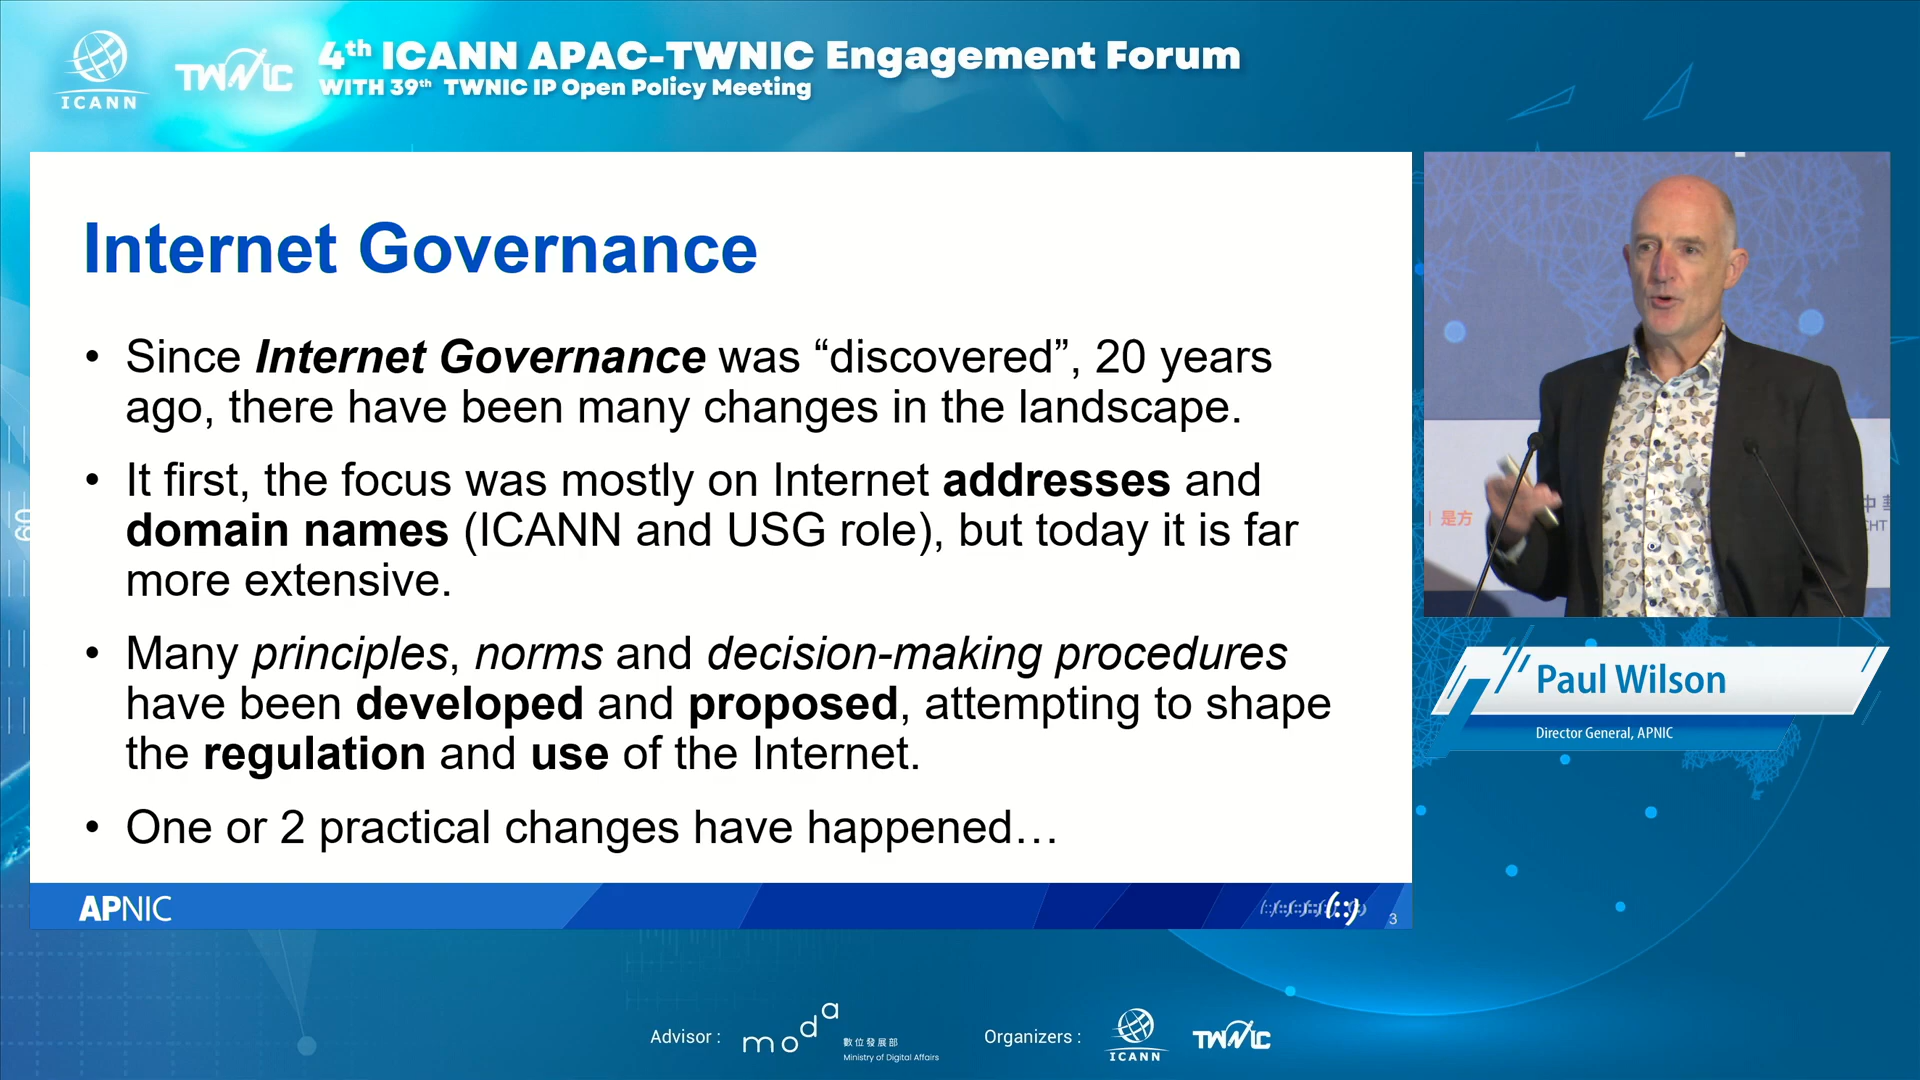 ICANN
TWNIC
4th ICANN APAC-TWNIC Engagement Forum
WITH 39th TWNIC IP Open Policy Meeting
Internet Governance
• Since Internet Governance was “discovered”, 20 years
ago, there have been many changes in the landscape.
• It first, the focus was mostly on Internet addresses and
domain names (ICANN and USG role), but today it is far
more extensive.
• Many principles, norms and decision-making procedures
have been developed and proposed, attempting to shape
the regulation and use of the Internet.
• One or 2 practical changes have happened…
APNIC
(::)
3
是方
中
CHT
Paul Wilson
Director General, APNIC
Advisor :
moda
數位發展部
Ministry of Digital Affairs
Organizers :
ICANN
TWNIC